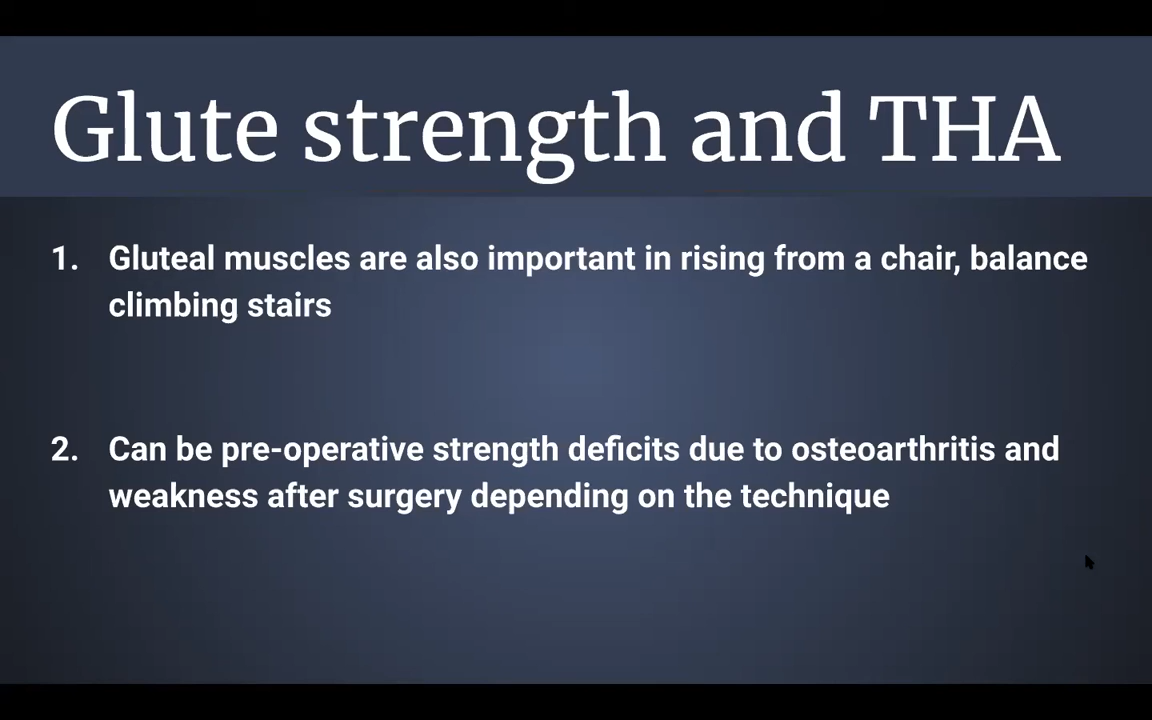 Glute strength and THA
1. Gluteal muscles are also important in rising from a chair, balance
climbing stairs
2. Can be pre-operative strength deficits due to osteoarthritis and
weakness after surgery depending on the technique